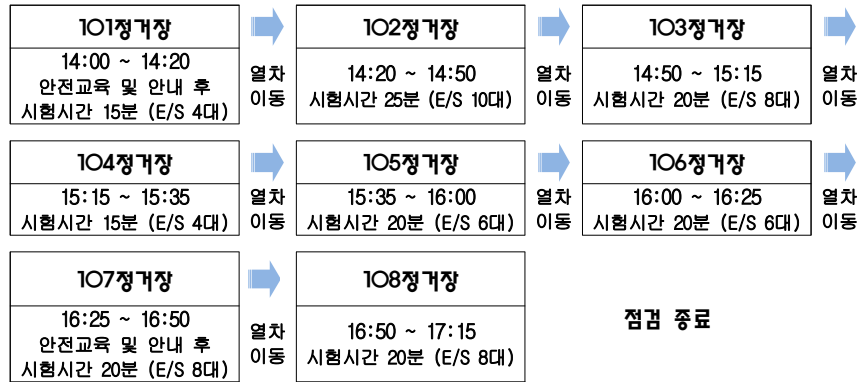 101정거장
14:00 ~ 14:20
안전교육 및 안내 후
시험시간 15분 (E/S 4대)
열차
이동
102정거장
14:20 ~ 14:50
시험시간 25분 (E/S 10대)
열차
이동
103정거장
14:50 ~ 15:15
시험시간 20분 (E/S 8대)
열차
이동
104정거장
15:15 ~ 15:35
시험시간 15분 (E/S 4대)
열차
이동
105정거장
15:35 ~ 16:00
시험시간 20분 (E/S 6대)
열차
이동
106정거장
16:00 ~ 16:25
시험시간 20분 (E/S 6대)
열차
이동
107정거장
16:25 ~ 16:50
안전교육 및 안내 후
시험시간 20분 (E/S 8대)
열차
이동
108정거장
16:50 ~ 17:15
시험시간 20분 (E/S 8대)
점검 종료